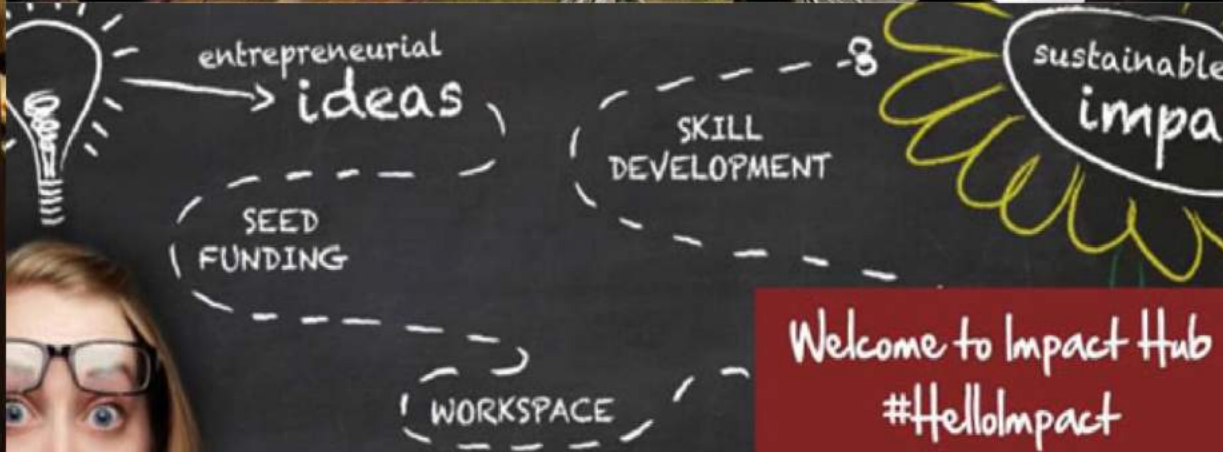 entrepreneurial
ideas
SEED
FUNDING
WORKSPACE
SKILL
DEVELOPMENT
sustainable
impa
Welcome to Impact Hub
#HelloImpact